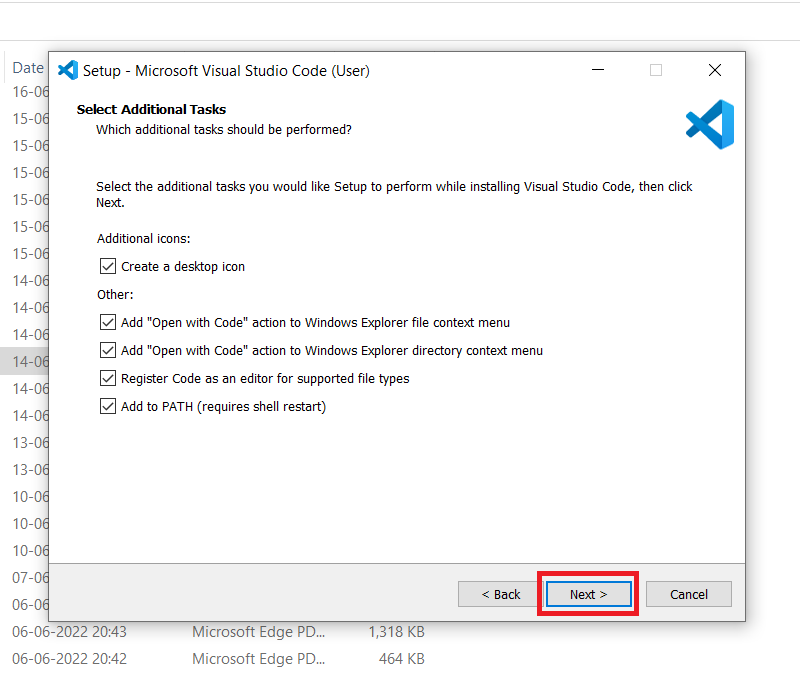 Date
Setup - Microsoft Visual Studio Code (User)
16-06
15-06
Select Additional Tasks
Which additional tasks should be performed?
15-06
15-06
15-06
Select the additional tasks you would like Setup to perform while installing Visual Studio Code, then click
Next.
15-06
Additional icons:
15-06
Create a desktop icon
14-06
Other:
14-06
Add "Open with Code" action to Windows Explorer file context menu
14-06
Add "Open with Code" action to Windows Explorer directory context menu
14-06
Register Code as an editor for supported file types
14-06
Add to PATH (requires shell restart)
14-06
13-06
13-06
10-06
10-06
10-06
07-06
< Back Next > Cancel
06-06
06-06-2022 20:43 Microsoft Edge PD... 1,318 KB
06-06-2022 20:42 Microsoft Edge PD... 464 KB